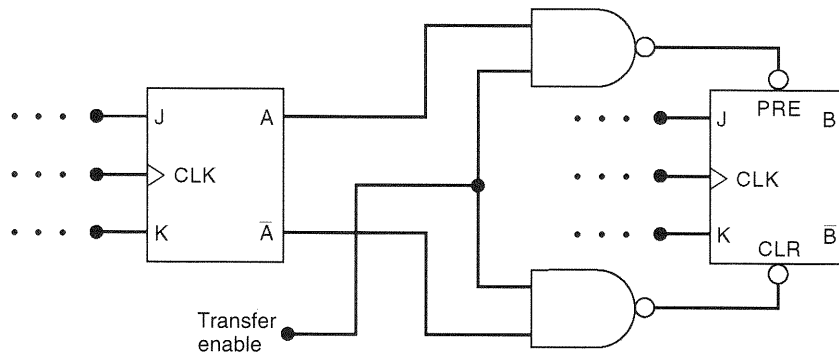 J A
CLK
K A̅
Transfer
enable
PRE
J B
CLK
K B̅
CLR